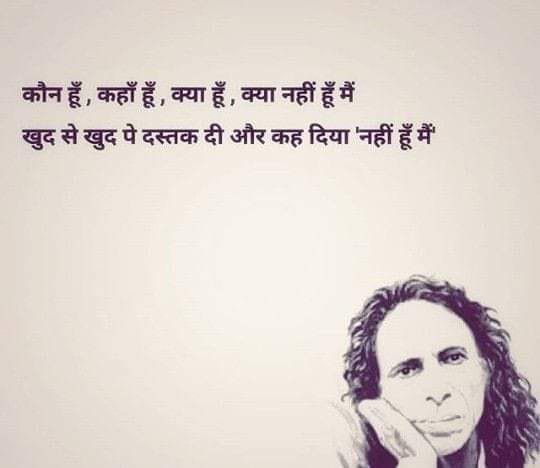 कौन हूँ , कहाँ हूँ , क्या हूँ , क्या नहीं हूँ मैं
खुद से खुद पे दस्तक दी और कह दिया 'नहीं हूँ मैं'